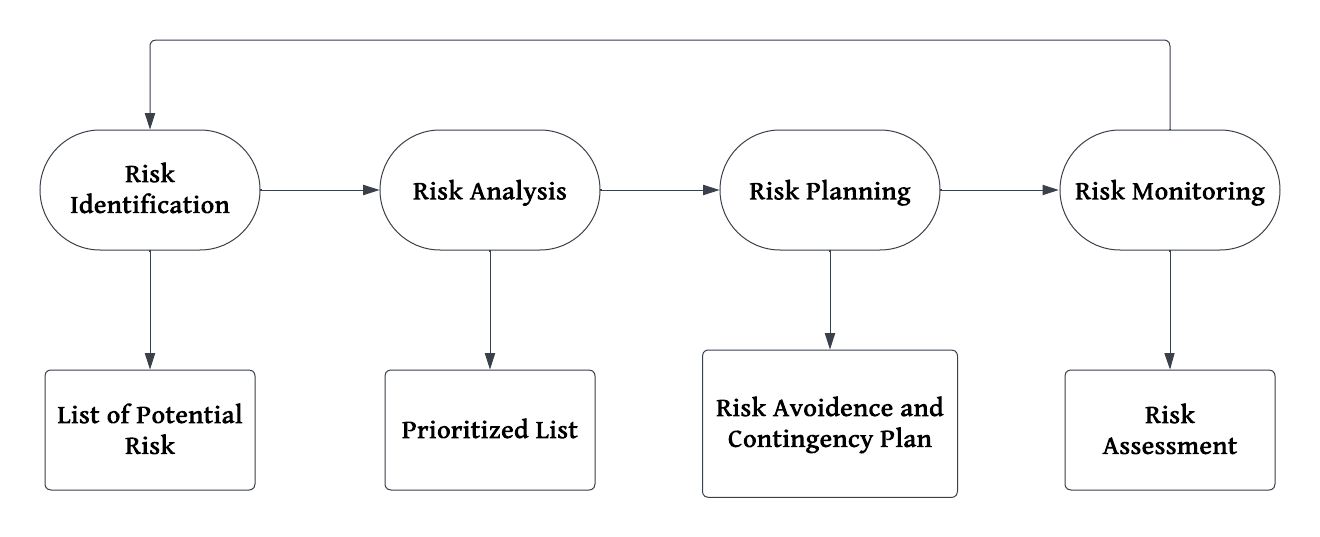 Risk
Identification
Risk Analysis
Risk Planning
Risk Monitoring
List of Potential
Risk
Prioritized List
Risk Avoidence and
Contingency Plan
Risk
Assessment